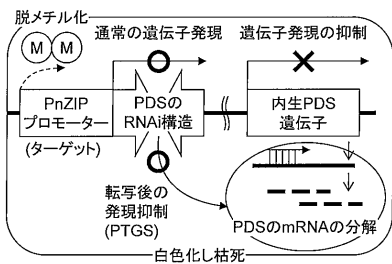 脱メチル化
M M
通常の遺伝子発現
遺伝子発現の抑制
PnZIP
プロモーター
(ターゲット)
PDSの
RNAi構造
内生PDS
遺伝子
転写後の
発現抑制
(PTGS)
PDSのmRNAの分解
白色化し枯死